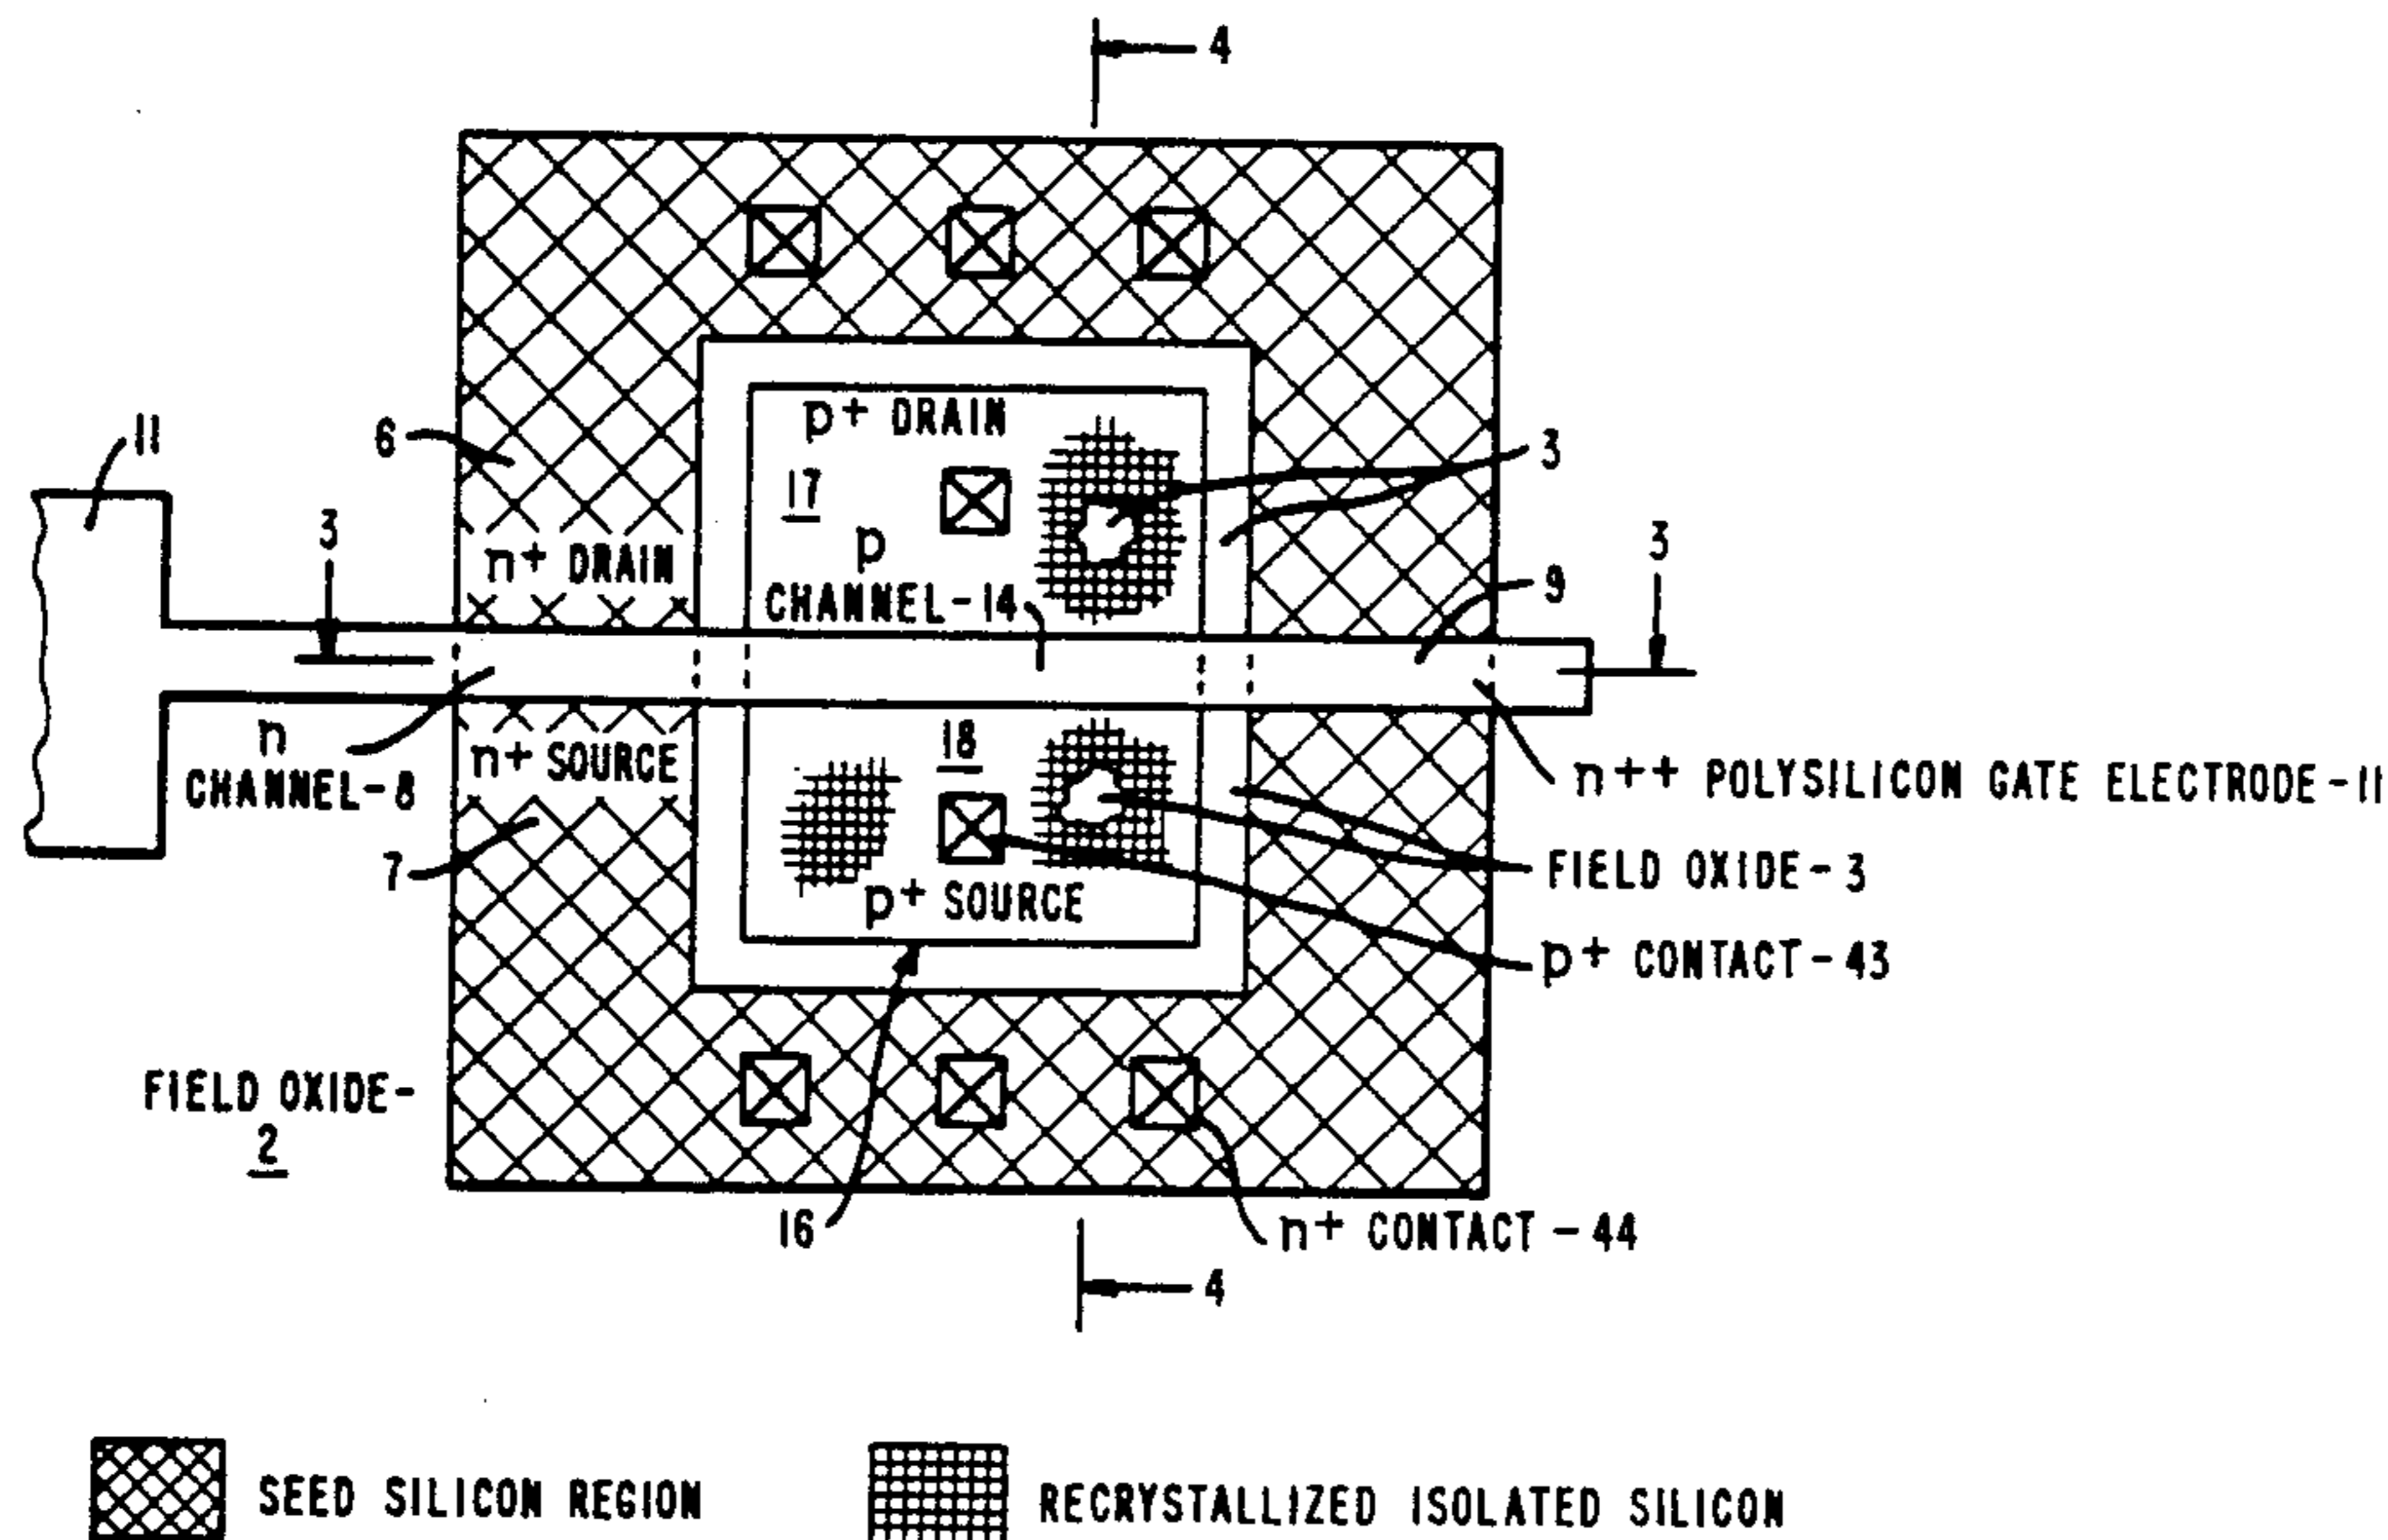 4
p+ DRAIN
11
6
3
17
3
3
n+ DRAIN
p
9
CHANNEL-14
n
CHANNEL-8
n+ SOURCE
18
n++ POLYSILICON GATE ELECTRODE-11
7
FIELD OXIDE-3
p+ SOURCE
p+ CONTACT-43
FIELD OXIDE-
2
16
n+ CONTACT-44
4
SEED SILICON REGION
RECRYSTALLIZED ISOLATED SILICON